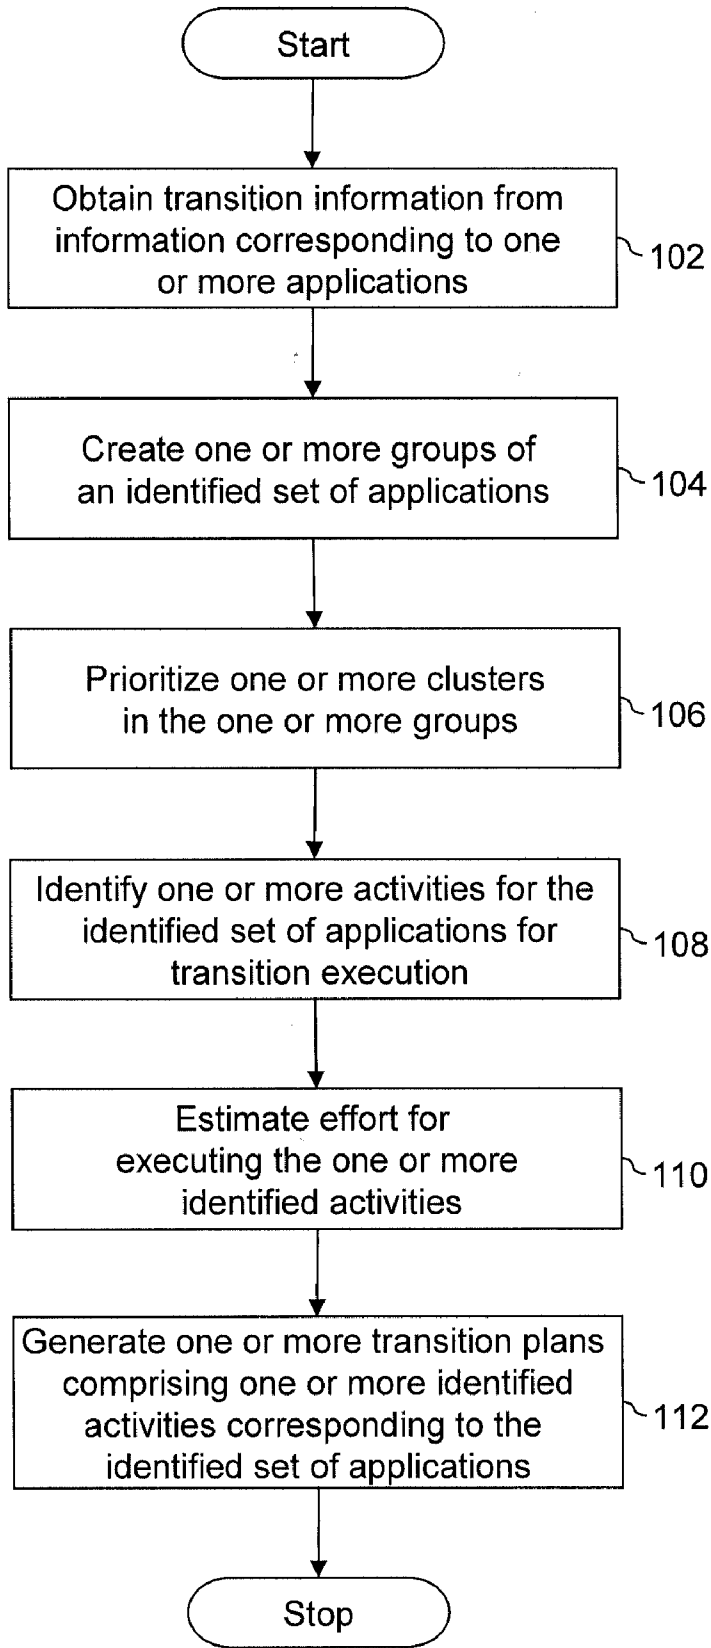 Start
Obtain transition information from
information corresponding to one
or more applications
102
Create one or more groups of
an identified set of applications
104
Prioritize one or more clusters
in the one or more groups
106
Identify one or more activities for the
identified set of applications for
transition execution
108
Estimate effort for
executing the one or more
identified activities
110
Generate one or more transition plans
comprising one or more identified
activities corresponding to the
identified set of applications
112
Stop